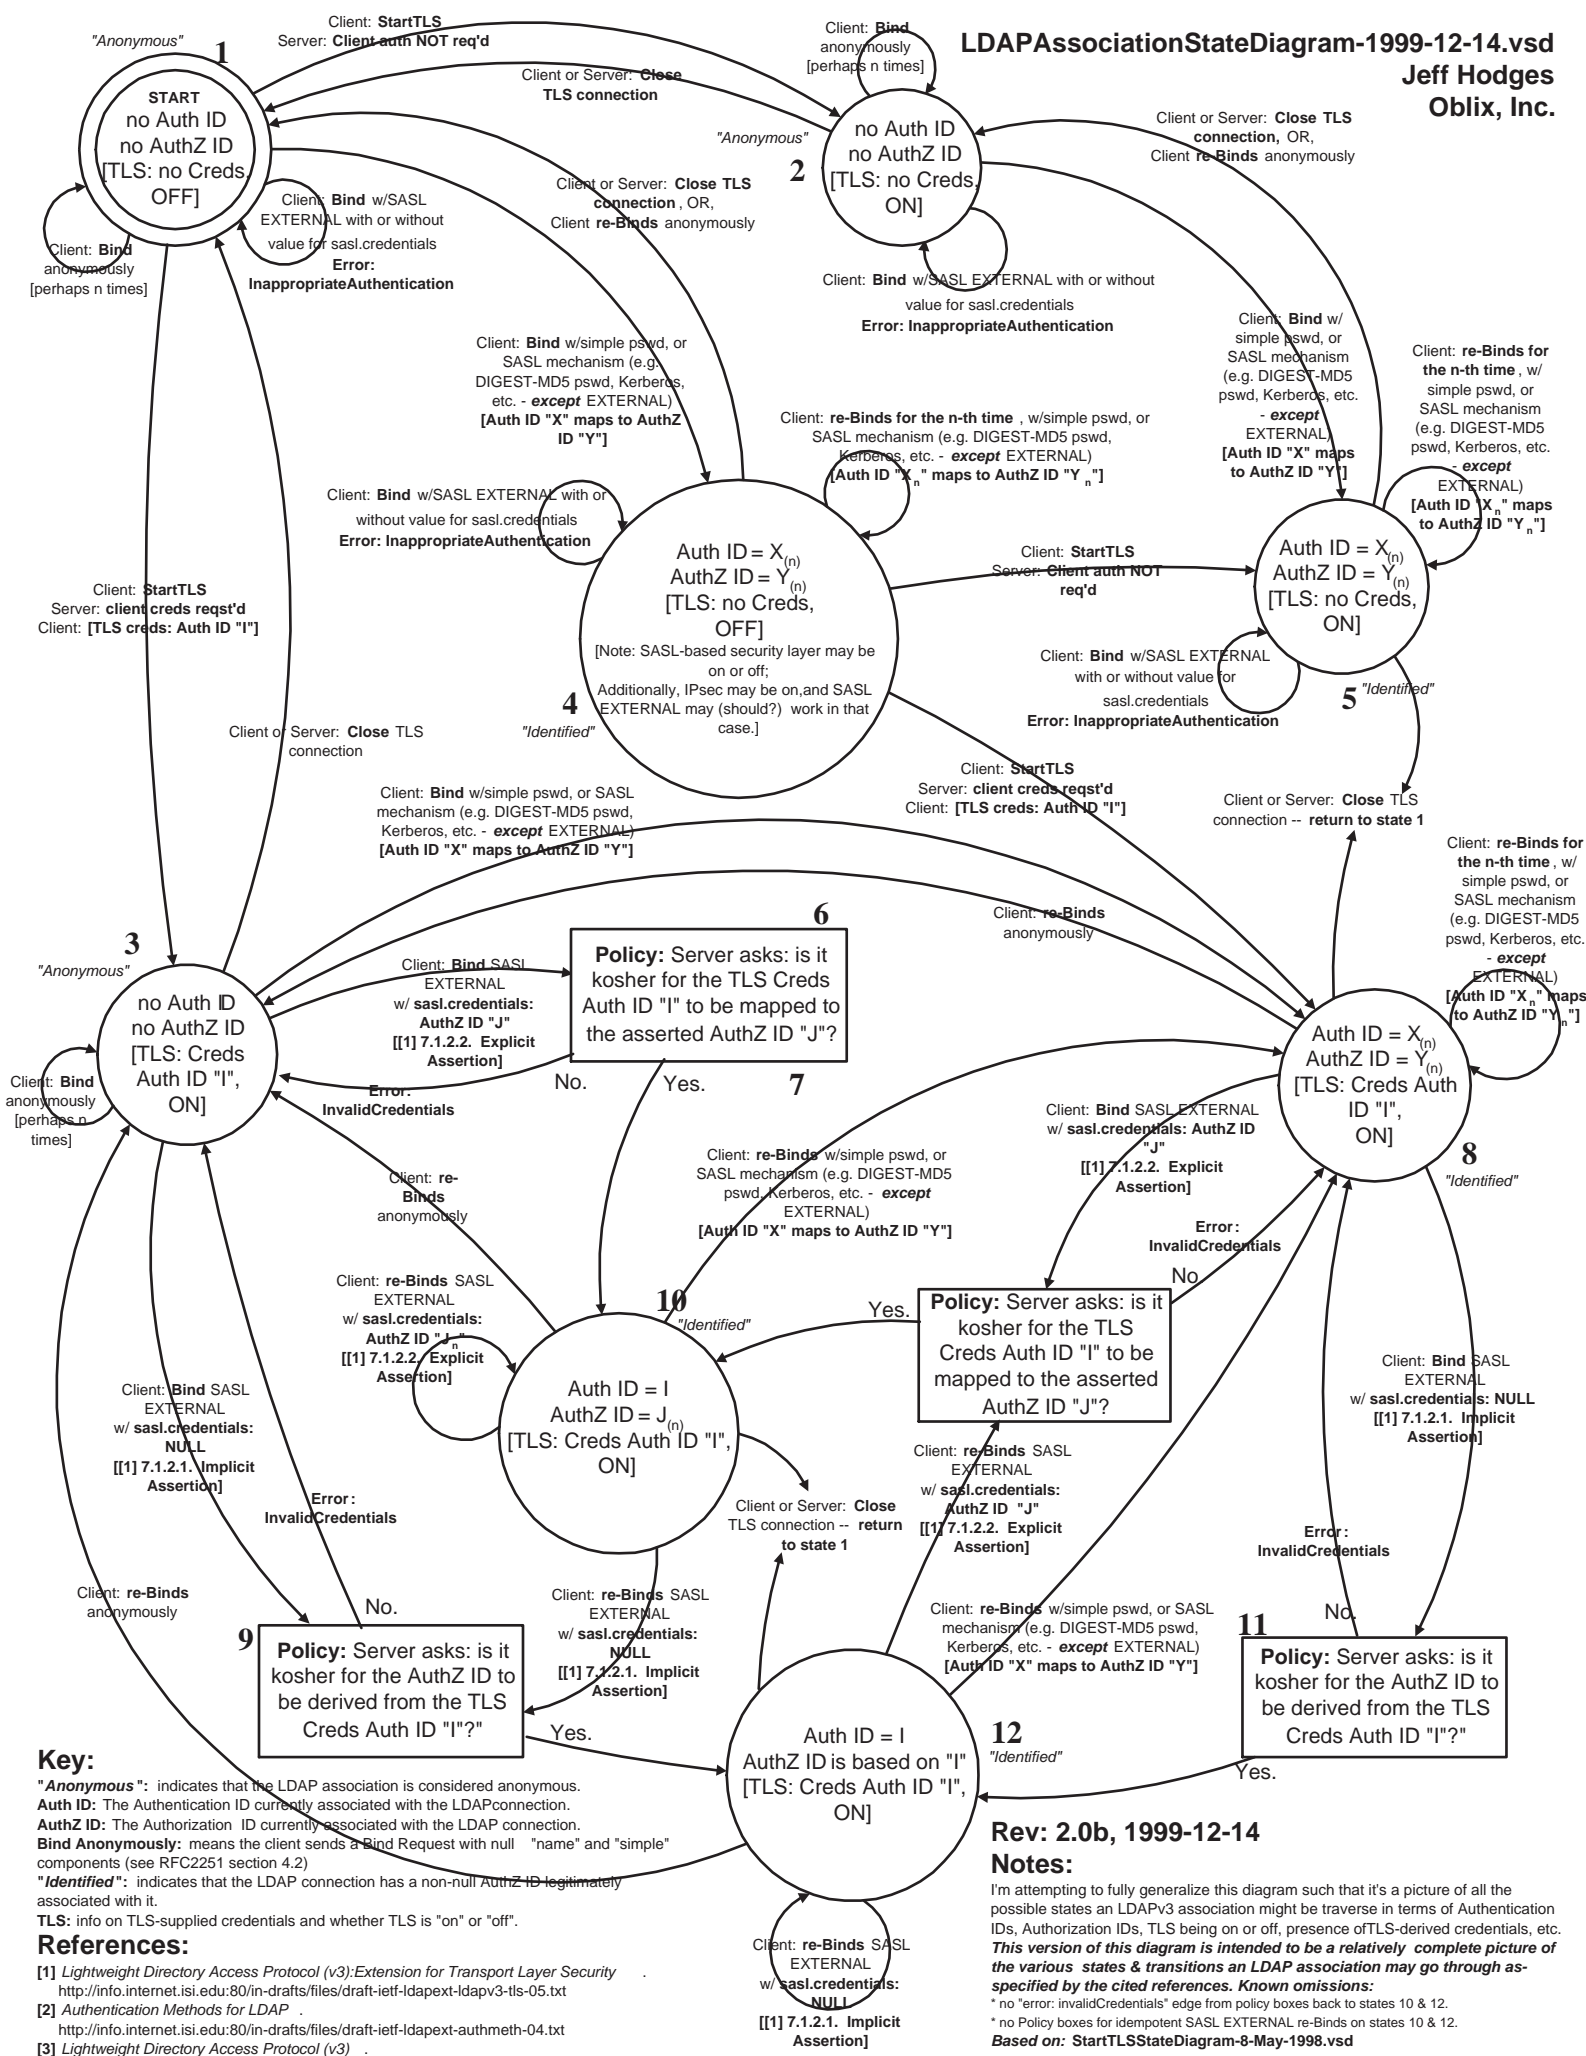 LDAPAssociationStateDiagram-1999-12-14.vsd
Jeff Hodges
Oblix, Inc.
"Anonymous"
1
START
no Auth ID
no AuthZ ID
[TLS: no Creds,
OFF]
Client: StartTLS
Server: Client auth NOT req'd
Client or Server: Close
TLS connection
Client: Bind
anonymously
[perhaps n times]
"Anonymous"
2
no Auth ID
no AuthZ ID
[TLS: no Creds,
ON]
Client or Server: Close TLS
connection, OR,
Client re-Binds anonymously
Client: Bind
anonymously
[perhaps n times]
Client: Bind w/SASL
EXTERNAL with or without
value for sasl.credentials
Error:
InappropriateAuthentication
Client or Server: Close TLS
connection , OR,
Client re-Binds anonymously
Client: Bind w/SASL EXTERNAL with or without
value for sasl.credentials
Error: InappropriateAuthentication
Client: Bind w/simple pswd, or
SASL mechanism (e.g.
DIGEST-MD5 pswd, Kerberos,
etc. - except EXTERNAL)
[Auth ID "X" maps to AuthZ
ID "Y"]
Client: Bind w/
simple pswd, or
SASL mechanism
(e.g. DIGEST-MD5
pswd, Kerberos, etc.
- except
EXTERNAL)
[Auth ID "X" maps
to AuthZ ID "Y"]
Client: re-Binds for
the n-th time , w/
simple pswd, or
SASL mechanism
(e.g. DIGEST-MD5
pswd, Kerberos, etc.
- except
EXTERNAL)
[Auth ID "X n" maps
to AuthZ ID "Y n"]
Client: re-Binds for the n-th time , w/simple pswd, or
SASL mechanism (e.g. DIGEST-MD5 pswd,
Kerberos, etc. - except EXTERNAL)
[Auth ID "X n" maps to AuthZ ID "Y n"]
Client: Bind w/SASL EXTERNAL with or
without value for sasl.credentials
Error: InappropriateAuthentication
Auth ID = X(n)
AuthZ ID = Y(n)
[TLS: no Creds,
OFF]
[Note: SASL-based security layer may be
on or off;
Additionally, IPsec may be on,and SASL
EXTERNAL may (should?) work in that
case.]
4
"Identified"
Client: StartTLS
Server: Client auth NOT
req'd
Auth ID = X(n)
AuthZ ID = Y(n)
[TLS: no Creds,
ON]
5
"Identified"
Client: Bind w/SASL EXTERNAL
with or without value for
sasl.credentials
Error: InappropriateAuthentication
Client: StartTLS
Server: client creds reqst'd
Client: [TLS creds: Auth ID "I"]
Client or Server: Close TLS
connection
Client: StartTLS
Server: client creds reqst'd
Client: [TLS creds: Auth ID "I"]
Client or Server: Close TLS
connection -- return to state 1
Client: Bind w/simple pswd, or SASL
mechanism (e.g. DIGEST-MD5 pswd,
Kerberos, etc. - except EXTERNAL)
[Auth ID "X" maps to AuthZ ID "Y"]
Client: re-Binds for
the n-th time , w/
simple pswd, or
SASL mechanism
(e.g. DIGEST-MD5
pswd, Kerberos, etc.
- except
EXTERNAL)
[Auth ID "X n" maps
to AuthZ ID "Y n"]
Client: re-Binds
anonymously
3
"Anonymous"
no Auth ID
no AuthZ ID
[TLS: Creds
Auth ID "I",
ON]
Client: Bind
anonymously
[perhaps n
times]
Client: Bind SASL
EXTERNAL
w/ sasl.credentials:
AuthZ ID "J"
[[1] 7.1.2.2. Explicit
Assertion]
6
Policy: Server asks: is it
kosher for the TLS Creds
Auth ID "I" to be mapped to
the asserted AuthZ ID "J"?
No.
Yes.
7
Error:
InvalidCredentials
Auth ID = X(n)
AuthZ ID = Y(n)
[TLS: Creds Auth
ID "I",
ON]
8
"Identified"
Client: Bind SASL EXTERNAL
w/ sasl.credentials: AuthZ ID
"J"
[[1] 7.1.2.2. Explicit
Assertion]
Client: re-Binds w/simple pswd, or
SASL mechanism (e.g. DIGEST-MD5
pswd, Kerberos, etc. - except
EXTERNAL)
[Auth ID "X" maps to AuthZ ID "Y"]
Client: re-
Binds
anonymously
Error:
InvalidCredentials
No
Yes.
Policy: Server asks: is it
kosher for the TLS
Creds Auth ID "I" to be
mapped to the asserted
AuthZ ID "J"?
Client: re-Binds SASL
EXTERNAL
w/ sasl.credentials:
AuthZ ID "J n"
[[1] 7.1.2.2. Explicit
Assertion]
10
"Identified"
Auth ID = I
AuthZ ID = J(n)
[TLS: Creds Auth ID "I",
ON]
Client: Bind SASL
EXTERNAL
w/ sasl.credentials:
NULL
[[1] 7.1.2.1. Implicit
Assertion]
Client: Bind SASL
EXTERNAL
w/ sasl.credentials: NULL
[[1] 7.1.2.1. Implicit
Assertion]
Client: re-Binds SASL
EXTERNAL
w/ sasl.credentials:
AuthZ ID "J"
[[1] 7.1.2.2. Explicit
Assertion]
Error:
InvalidCredentials
Client or Server: Close
TLS connection -- return
to state 1
Error:
InvalidCredentials
Client: re-Binds
anonymously
No.
Client: re-Binds SASL
EXTERNAL
w/ sasl.credentials:
NULL
[[1] 7.1.2.1. Implicit
Assertion]
Client: re-Binds w/simple pswd, or SASL
mechanism (e.g. DIGEST-MD5 pswd,
Kerberos, etc. - except EXTERNAL)
[Auth ID "X" maps to AuthZ ID "Y"]
No.
9
Policy: Server asks: is it
kosher for the AuthZ ID to
be derived from the TLS
Creds Auth ID "I"?"
Yes.
11
Policy: Server asks: is it
kosher for the AuthZ ID to
be derived from the TLS
Creds Auth ID "I"?"
Yes.
Auth ID = I
AuthZ ID is based on "I"
[TLS: Creds Auth ID "I",
ON]
12
"Identified"
Client: re-Binds SASL
EXTERNAL
w/ sasl.credentials:
NULL
[[1] 7.1.2.1. Implicit
Assertion]
Key:
"Anonymous": indicates that the LDAP association is considered anonymous.
Auth ID: The Authentication ID currently associated with the LDAPconnection.
AuthZ ID: The Authorization ID currently associated with the LDAP connection.
Bind Anonymously: means the client sends a Bind Request with null "name" and "simple"
components (see RFC2251 section 4.2)
"Identified": indicates that the LDAP connection has a non-null AuthZ ID legitimately
associated with it.
TLS: info on TLS-supplied credentials and whether TLS is "on" or "off".
References:
[1] Lightweight Directory Access Protocol (v3):Extension for Transport Layer Security .
http://info.internet.isi.edu:80/in-drafts/files/draft-ietf-ldapext-ldapv3-tls-05.txt
[2] Authentication Methods for LDAP .
http://info.internet.isi.edu:80/in-drafts/files/draft-ietf-ldapext-authmeth-04.txt
[3] Lightweight Directory Access Protocol (v3) .
Rev: 2.0b, 1999-12-14
Notes:
I'm attempting to fully generalize this diagram such that it's a picture of all the
possible states an LDAPv3 association might be traverse in terms of Authentication
IDs, Authorization IDs, TLS being on or off, presence ofTLS-derived credentials, etc.
This version of this diagram is intended to be a relatively complete picture of
the various states & transitions an LDAP association may go through as-
specified by the cited references. Known omissions:
* no "error: invalidCredentials" edge from policy boxes back to states 10 & 12.
* no Policy boxes for idempotent SASL EXTERNAL re-Binds on states 10 & 12.
Based on: StartTLSStateDiagram-8-May-1998.vsd